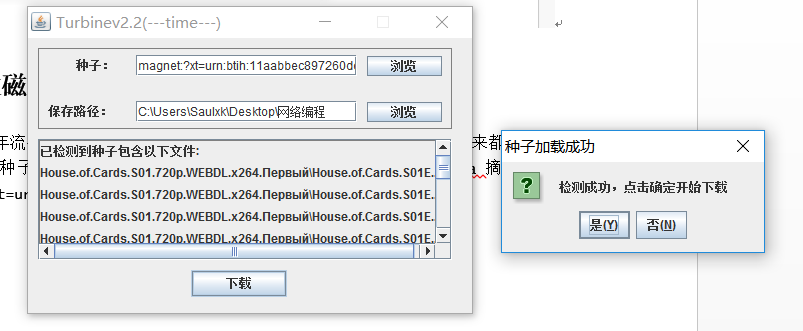 Turbinev2.2(---time---)
种子：
magnet:?xt=urn:btih:11aabbec897260d
浏览
保存路径：
C:\Users\Saulxk\Desktop\网络编程
浏览
已检测到种子包含以下文件:
House.of.Cards.S01.720p.WEBDL.x264.Первый\House.of.Cards.S01E.
House.of.Cards.S01.720p.WEBDL.x264.Первый\House.of.Cards.S01E.
House.of.Cards.S01.720p.WEBDL.x264.Первый\House.of.Cards.S01E.
House.of.Cards.S01.720p.WEBDL.x264.Первый\House.of.Cards.S01E.
下载
种子加载成功
检测成功，点击确定开始下载
是(Y)
否(N)
磁
年流
来都
种子
摘
t=ur